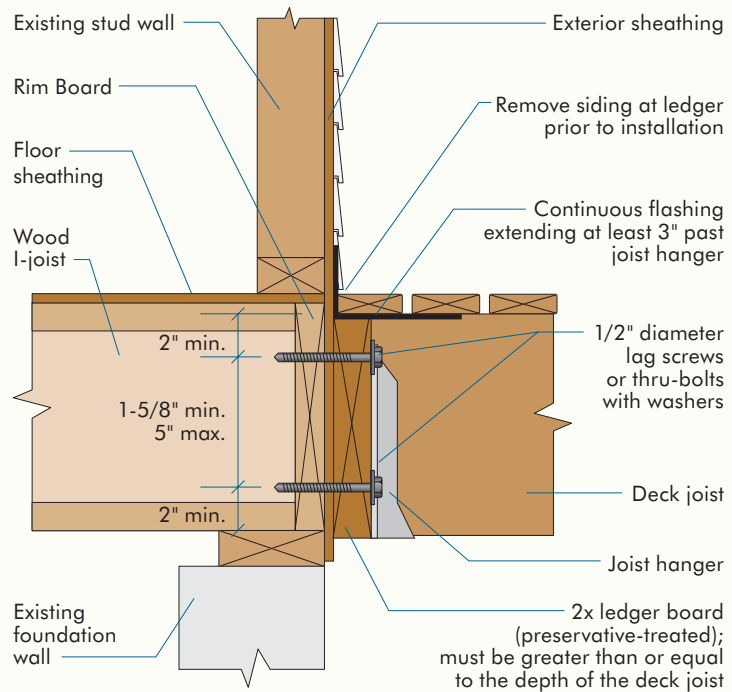 Existing stud wall
Exterior sheathing
Rim Board
Remove siding at ledger
prior to installation
Floor
sheathing
Continuous flashing
extending at least 3" past
joist hanger
Wood
I-joist
2" min.
1/2" diameter
lag screws
or thru-bolts
with washers
1-5/8" min.
5" max.
Deck joist
2" min.
Joist hanger
Existing
foundation
wall
2x ledger board
(preservative-treated);
must be greater than or equal
to the depth of the deck joist